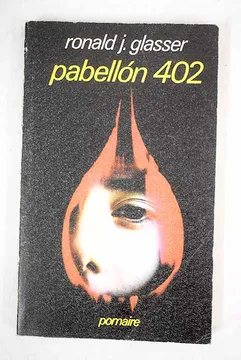 ronald j. glasser
pabellón 402
pomaire